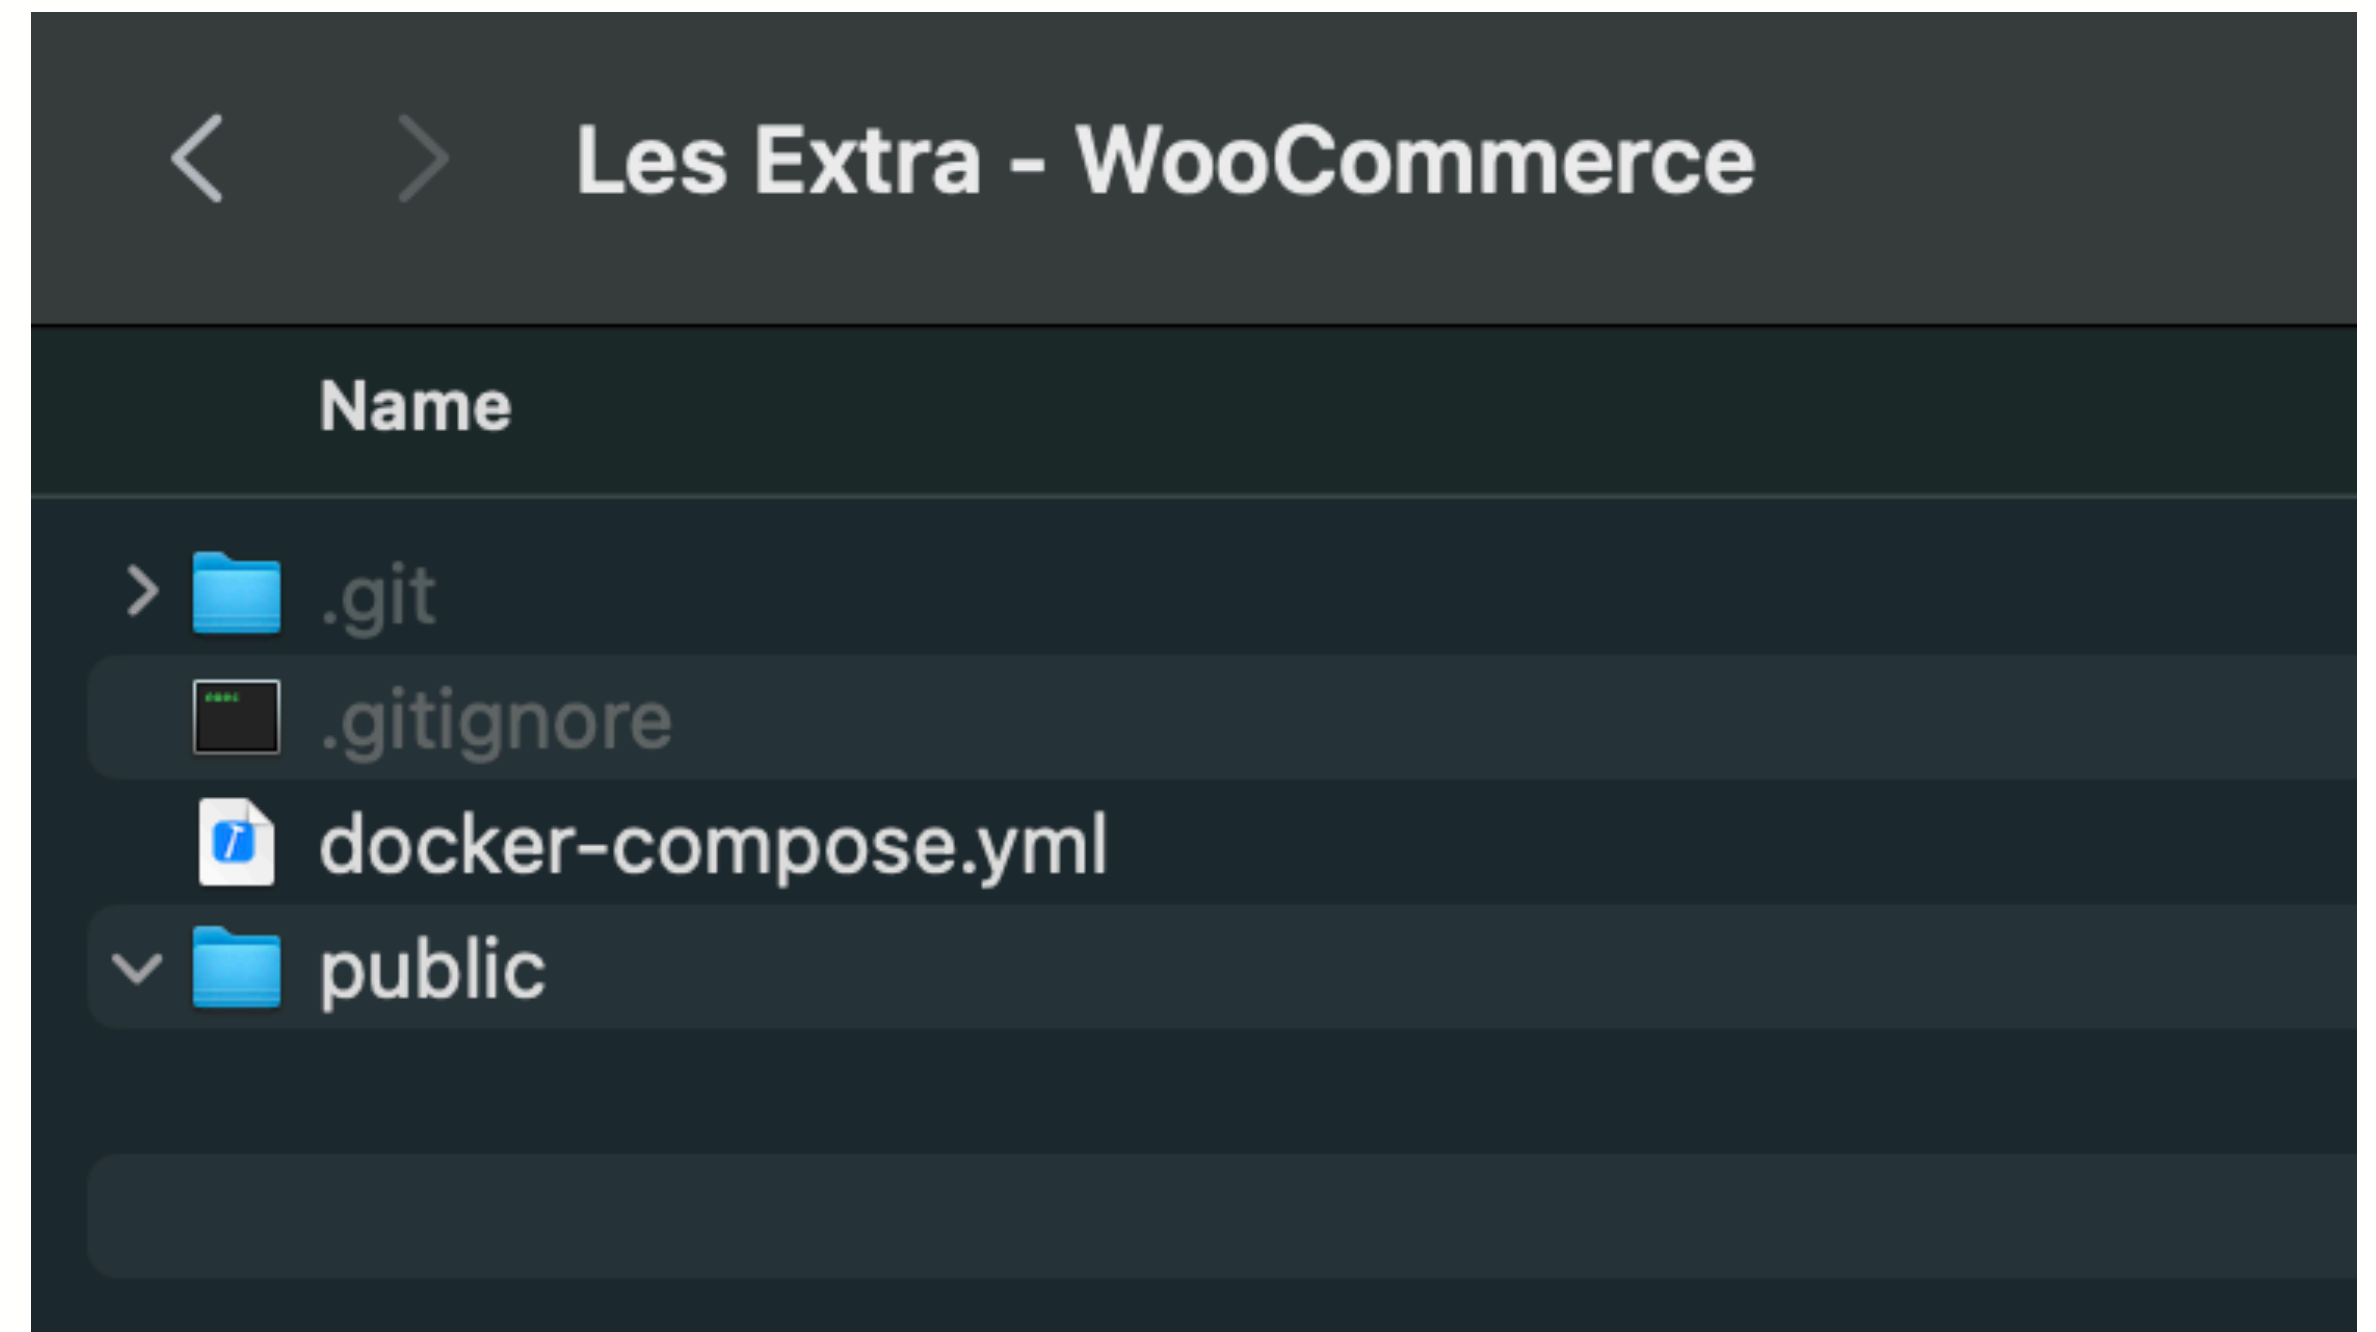 Les Extra - WooCommerce
Name
.git
.gitignore
docker-compose.yml
public